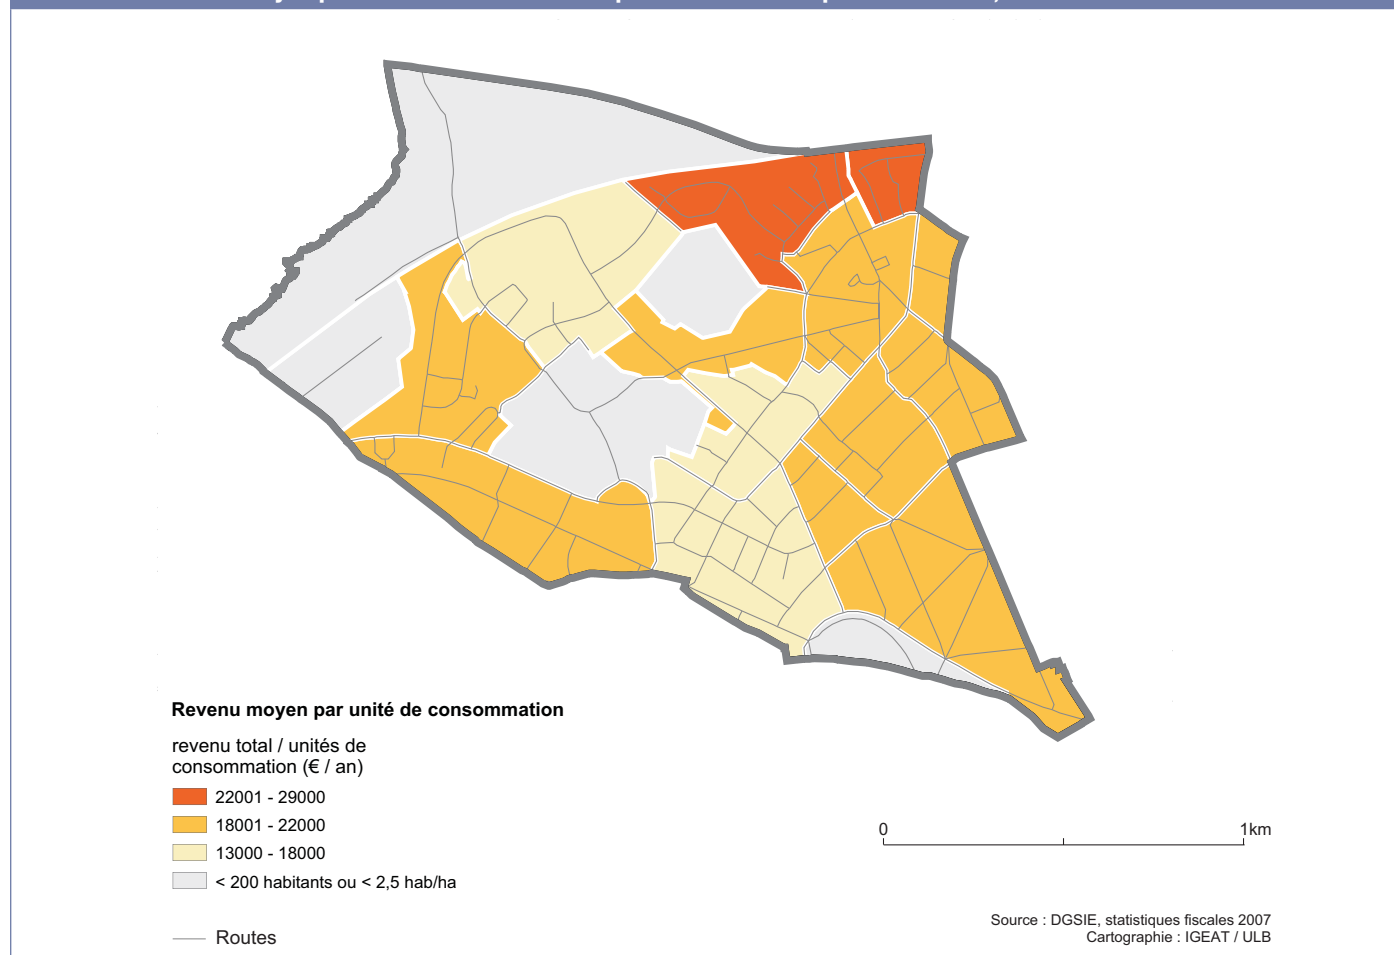 Revenu moyen par unité de consommation
revenu total / unités de
consommation (€ / an)
22001 - 29000
18001 - 22000
13000 - 18000
< 200 habitants ou < 2,5 hab/ha
Routes
0 1km
Source : DGSIE, statistiques fiscales 2007
Cartographie : IGEAT / ULB